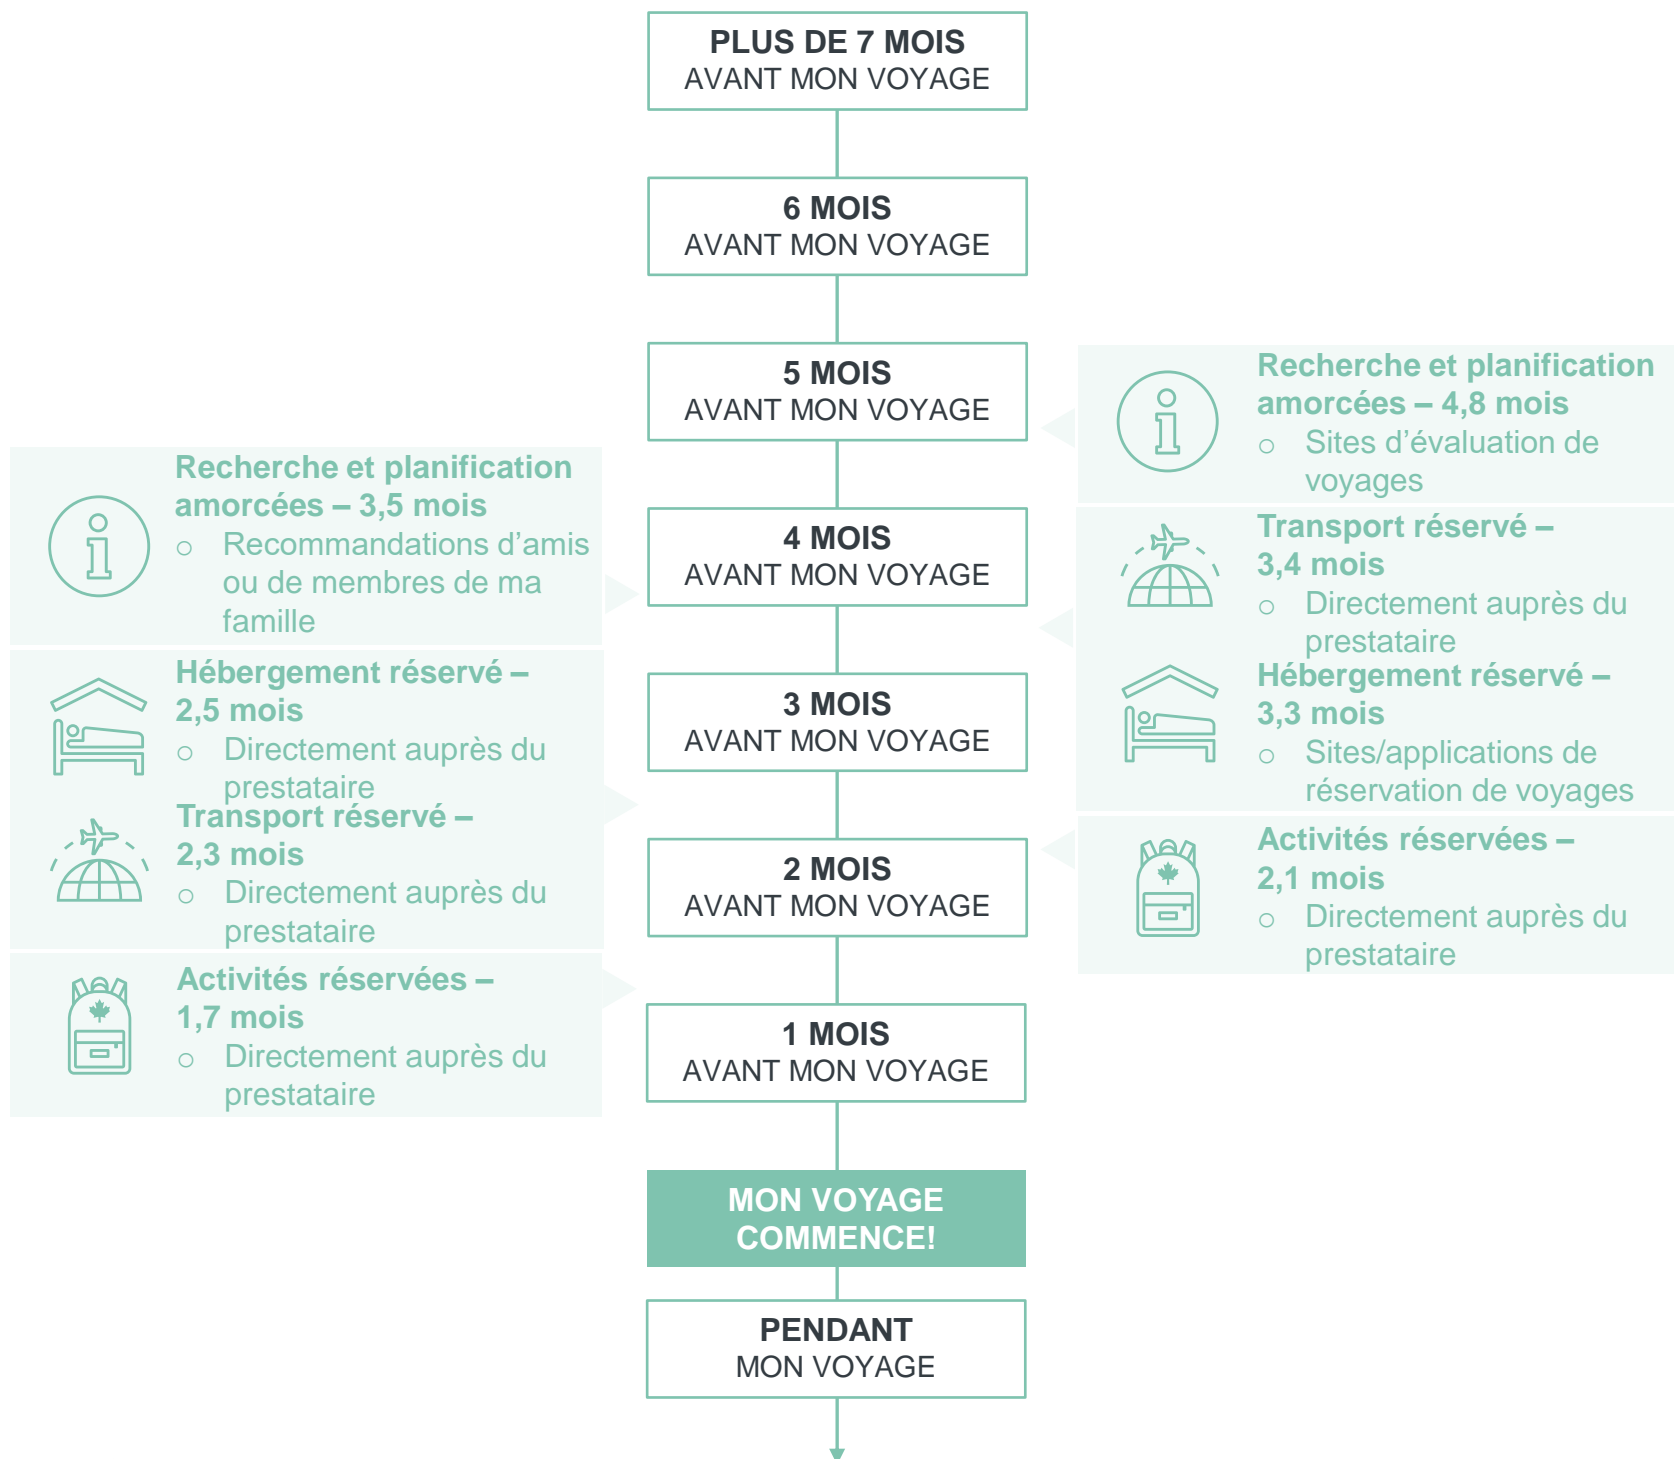 PLUS DE 7 MOIS
AVANT MON VOYAGE
6 MOIS
AVANT MON VOYAGE
5 MOIS
AVANT MON VOYAGE
4 MOIS
AVANT MON VOYAGE
3 MOIS
AVANT MON VOYAGE
2 MOIS
AVANT MON VOYAGE
1 MOIS
AVANT MON VOYAGE
MON VOYAGE
COMMENCE!
PENDANT
MON VOYAGE
Recherche et planification
amorcées – 3,5 mois
o Recommandations d’amis
ou de membres de ma
famille
Hébergement réservé –
2,5 mois
o Directement auprès du
prestataire
Transport réservé –
2,3 mois
o Directement auprès du
prestataire
Activités réservées –
1,7 mois
o Directement auprès du
prestataire
Recherche et planification
amorcées – 4,8 mois
o Sites d’évaluation de
voyages
Transport réservé –
3,4 mois
o Directement auprès du
prestataire
Hébergement réservé –
3,3 mois
o Sites/applications de
réservation de voyages
Activités réservées –
2,1 mois
o Directement auprès du
prestataire